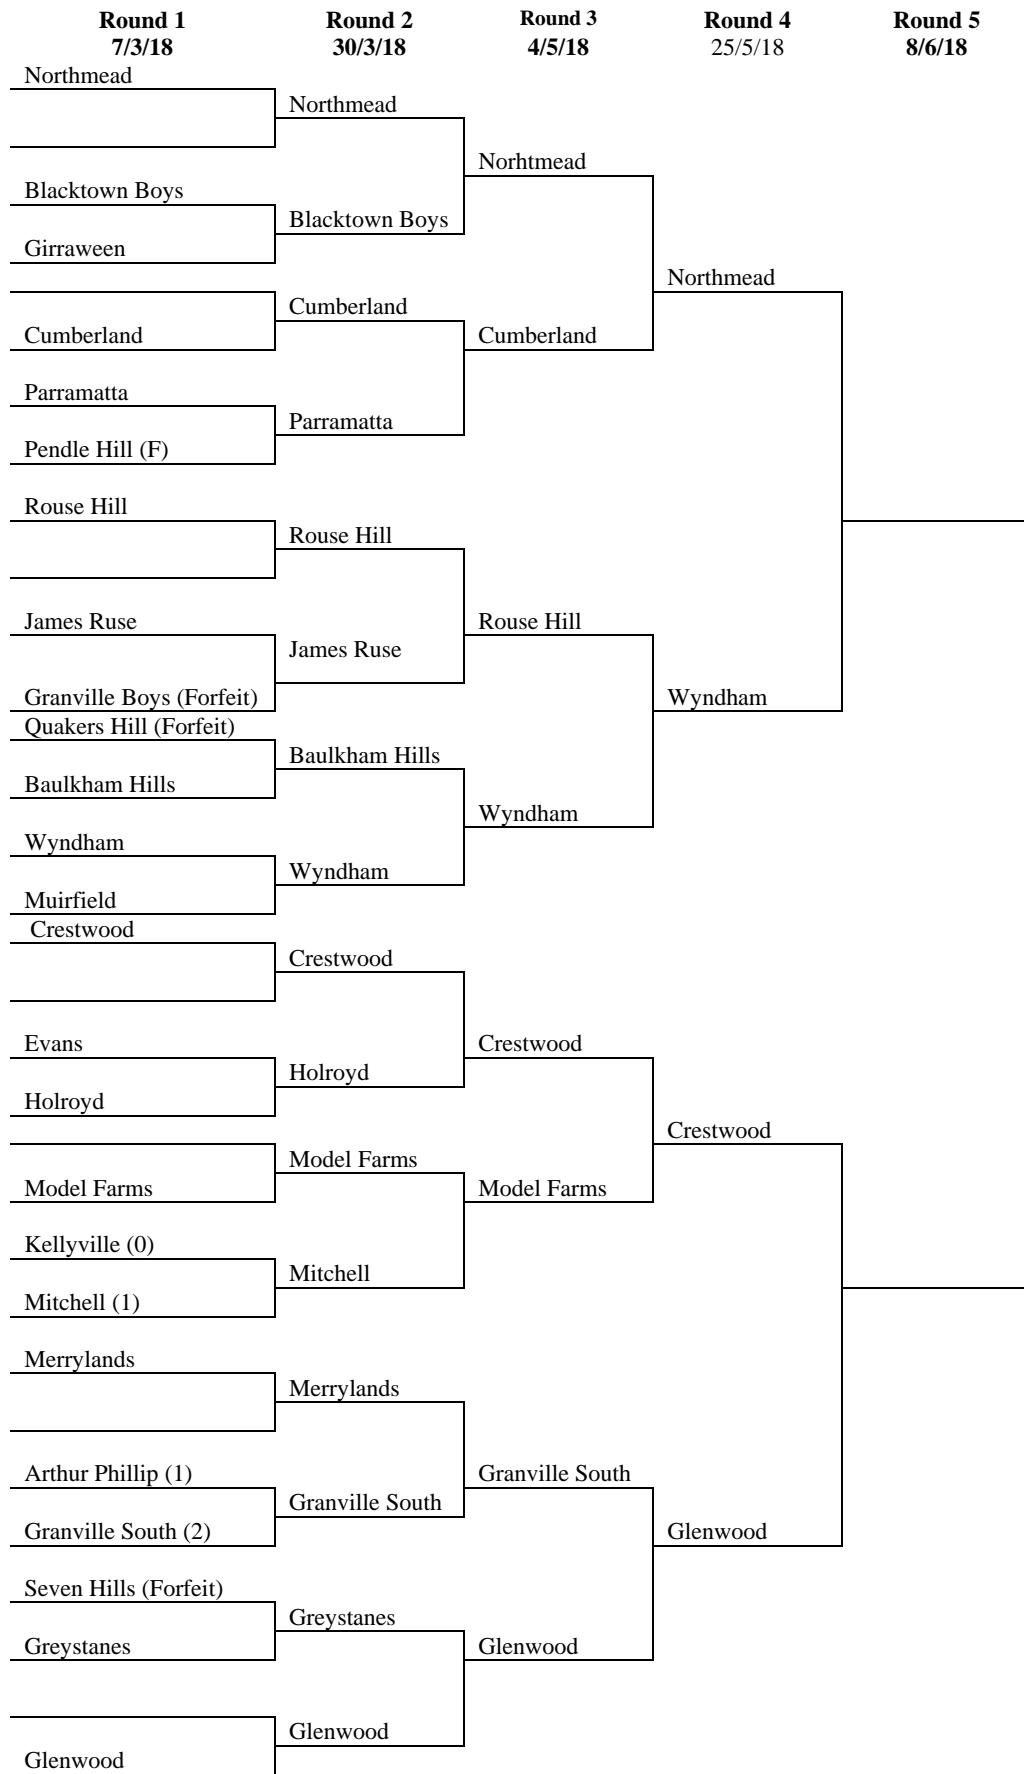 Round 1
7/3/18
Round 2
30/3/18
Round 3
4/5/18
Round 4
25/5/18
Round 5
8/6/18
Northmead
Northmead
Norhtmead
Blacktown Boys
Blacktown Boys
Girraween
Northmead
Cumberland
Cumberland
Cumberland
Parramatta
Parramatta
Pendle Hill (F)
Rouse Hill
Rouse Hill
James Ruse
Rouse Hill
James Ruse
Granville Boys (Forfeit)
Wyndham
Quakers Hill (Forfeit)
Baulkham Hills
Baulkham Hills
Wyndham
Wyndham
Wyndham
Muirfield
Crestwood
Crestwood
Evans
Crestwood
Holroyd
Holroyd
Crestwood
Model Farms
Model Farms
Model Farms
Kellyville (0)
Mitchell
Mitchell (1)
Merrylands
Merrylands
Arthur Phillip (1)
Granville South
Granville South
Granville South (2)
Glenwood
Seven Hills (Forfeit)
Greystanes
Greystanes
Glenwood
Glenwood
Glenwood